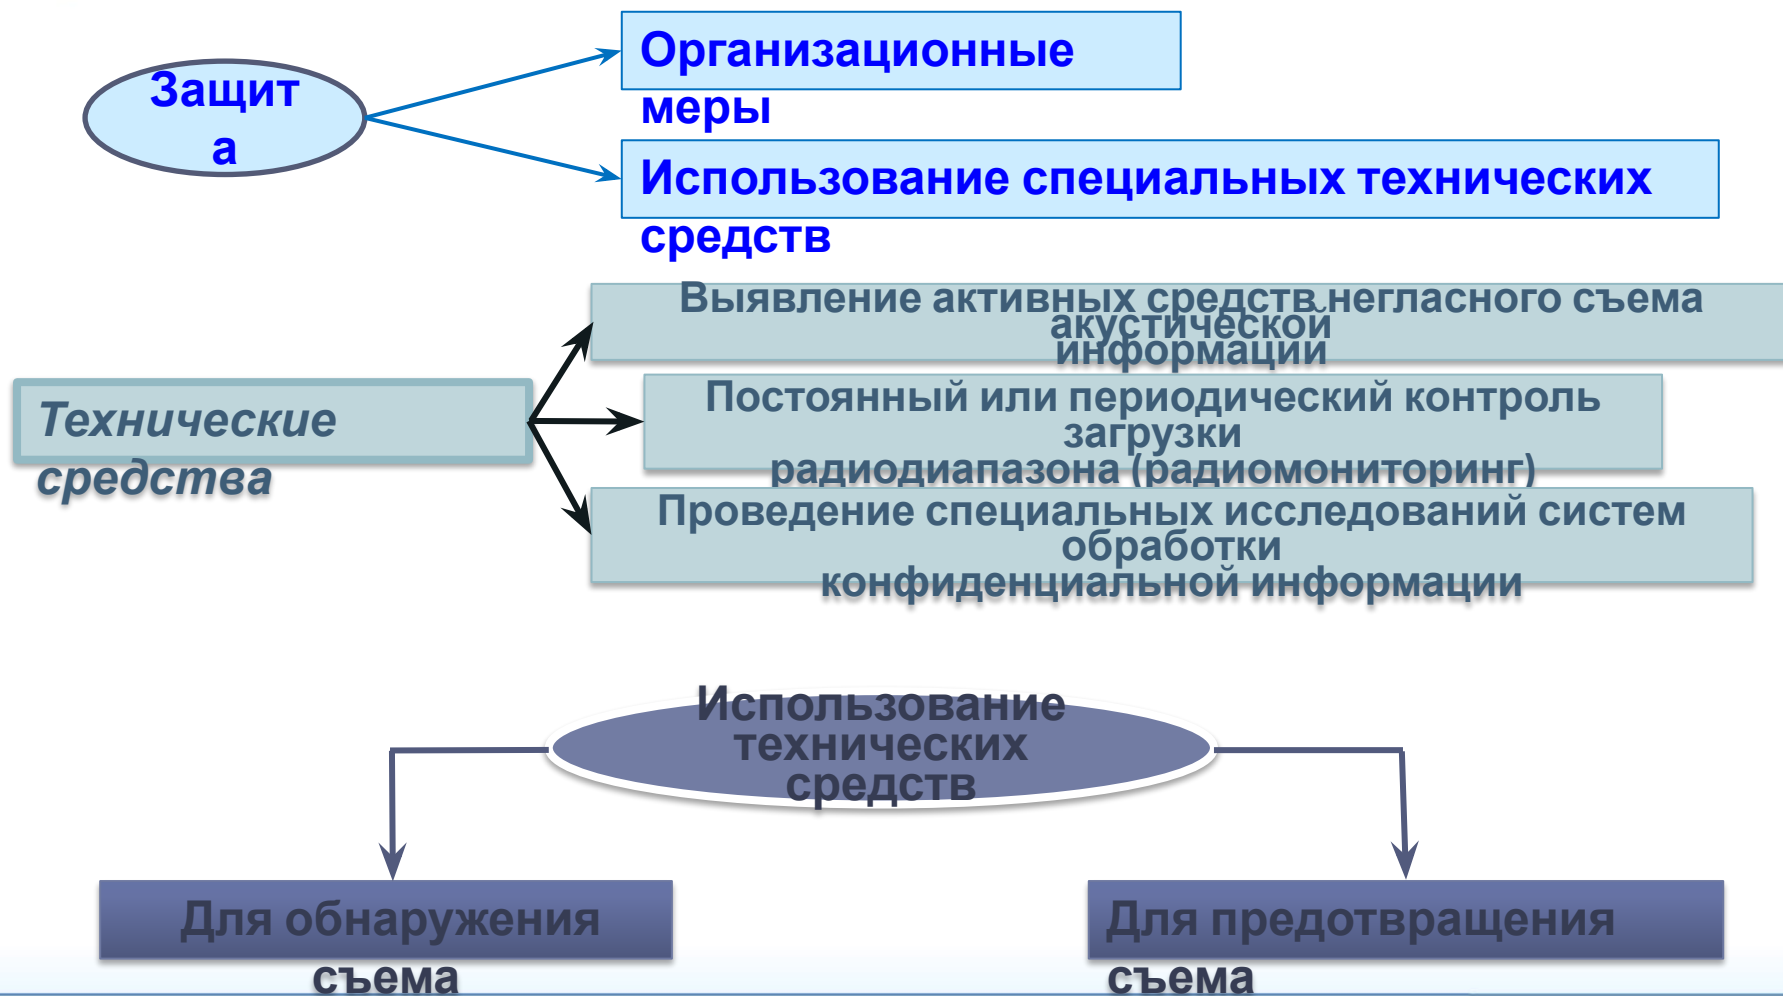 Защит
а
Организационные
меры
Использование специальных технических
средств
Выявление активных средств негласного съема
акустической
информации
Технические
средства
Постоянный или периодический контроль
загрузки
радиодиапазона (радиомониторинг)
Проведение специальных исследований систем
обработки
конфиденциальной информации
Использование
технических
средств
Для обнаружения
съема
Для предотвращения
съема